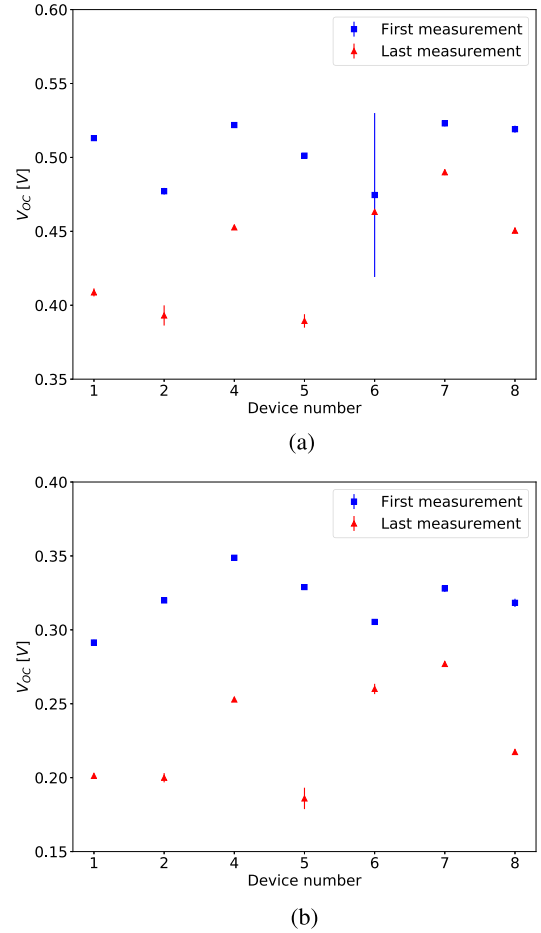 0.60
First measurement
Last measurement
0.55
0.50
V_OC [V]
0.45
0.40
0.35
1 2 4 5 6 7 8
Device number
(a)
0.40
First measurement
Last measurement
0.35
0.30
V_OC [V]
0.25
0.20
0.15
1 2 4 5 6 7 8
Device number
(b)